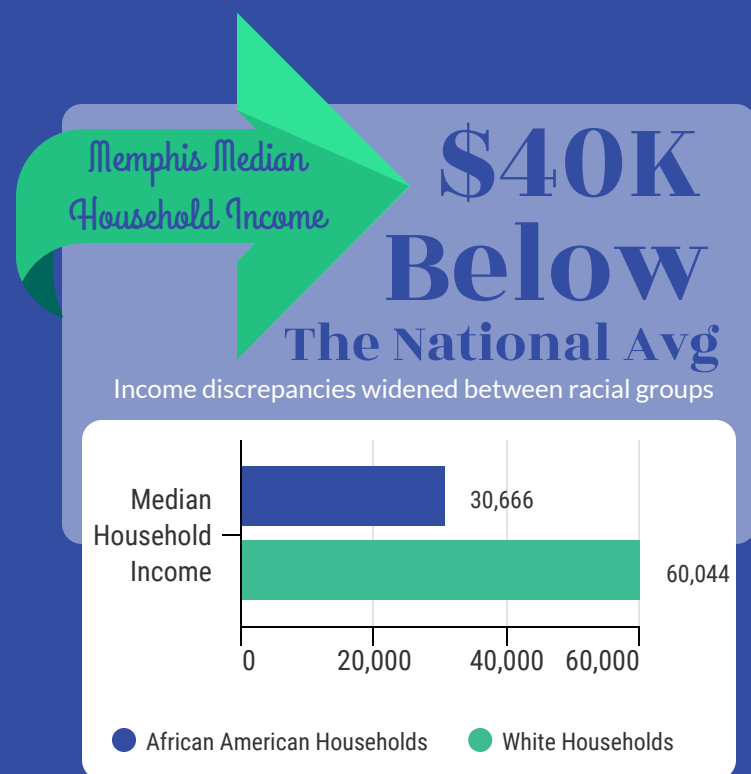 Memphis Median
Household Income
$40K
Below
The National Avg
Income discrepancies widened between racial groups
Median
Household
Income
30,666
60,044
0 20,000 40,000 60,000
African American Households White Households